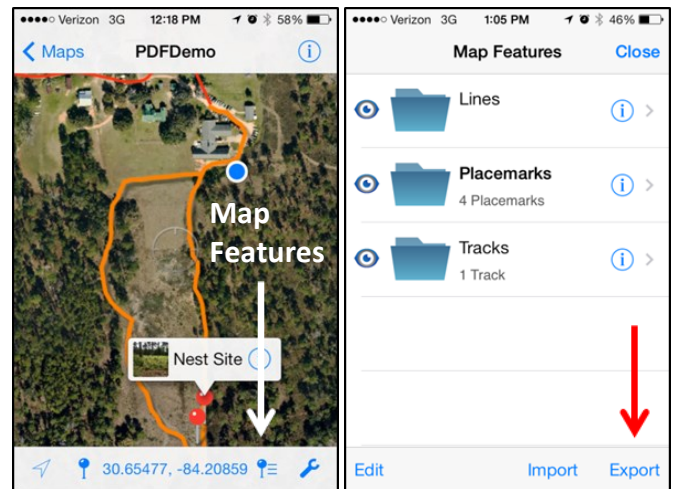 Verizon 3G 12:18 PM 58%
Maps PDFDemo
Map
Features
Nest Site
30.65477, -84.20859
Verizon 3G 1:05 PM 46%
Map Features Close
Lines
Placemarks
4 Placemarks
Tracks
1 Track
Edit Import Export